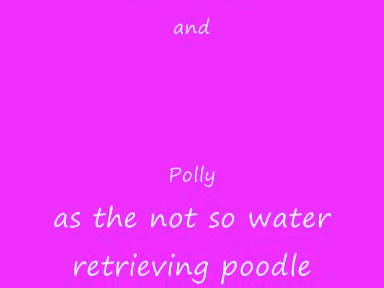 and
Polly
as the not so water
retrieving poodle